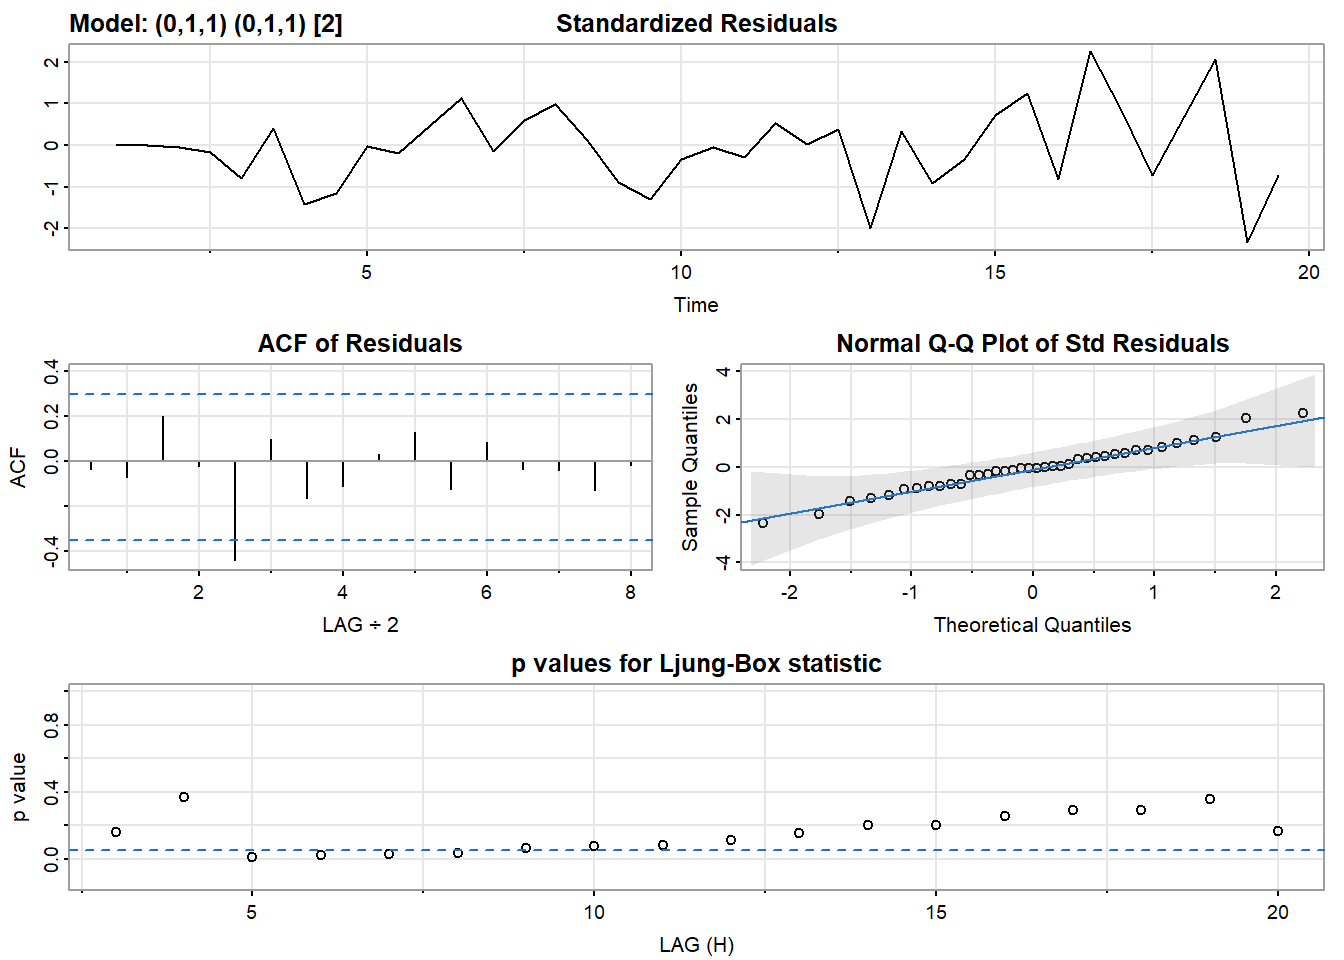 Model: (0,1,1) (0,1,1) [2]
Standardized Residuals
2
1
0
-1
-2
5
10
15
20
Time
ACF of Residuals
ACF
0.4
0.2
0.0
-0.4
2
4
6
8
LAG ÷ 2
Normal Q-Q Plot of Std Residuals
Sample Quantiles
4
2
0
-2
-4
-2
-1
0
1
2
Theoretical Quantiles
p values for Ljung-Box statistic
p value
0.8
0.4
0.0
5
10
15
20
LAG (H)